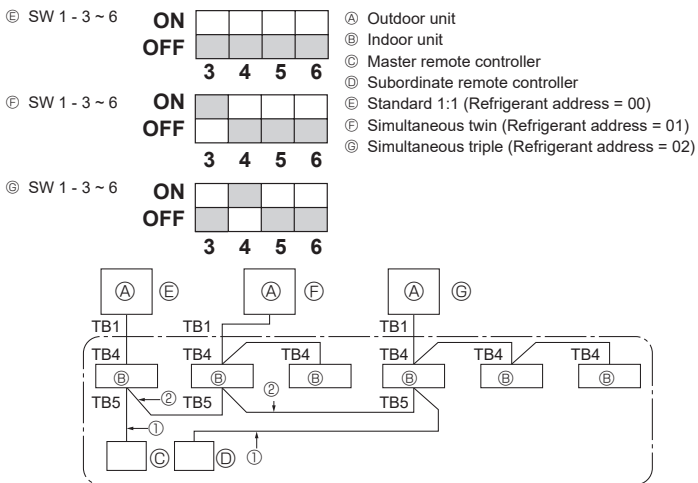 Ⓔ SW 1 - 3 ~ 6 ON
OFF
3 4 5 6
Ⓕ SW 1 - 3 ~ 6 ON
OFF
3 4 5 6
Ⓖ SW 1 - 3 ~ 6 ON
OFF
3 4 5 6
Ⓐ Outdoor unit
Ⓑ Indoor unit
Ⓒ Master remote controller
Ⓓ Subordinate remote controller
Ⓔ Standard 1:1 (Refrigerant address = 00)
Ⓕ Simultaneous twin (Refrigerant address = 01)
Ⓖ Simultaneous triple (Refrigerant address = 02)
Ⓐ Ⓔ Ⓐ Ⓕ Ⓐ Ⓖ
TB1 TB1 TB1
TB4 TB4 TB4 TB4 TB4 TB4
Ⓑ Ⓑ Ⓑ Ⓑ Ⓑ Ⓑ
TB5 ② TB5 ② TB5
① Ⓒ Ⓓ ①